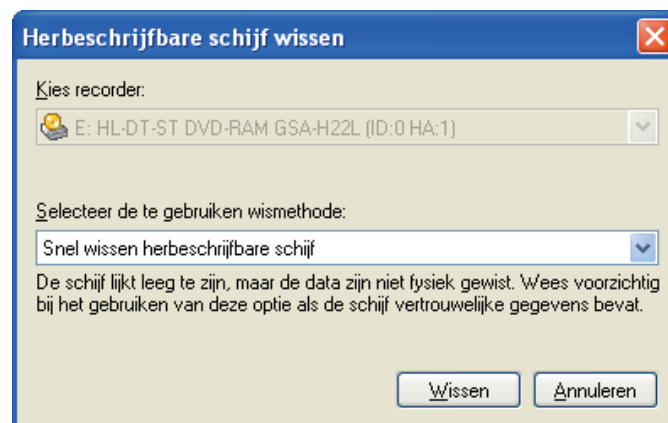 Herbeschrijfbare schijf wissen
Kies recorder:
E: HL-DT-ST DVD-RAM GSA-H22L (ID:0 HA:1)
Selecteer de te gebruiken wismethode:
Snel wissen herbeschrijfbare schijf
De schijf lijkt leeg te zijn, maar de data zijn niet fysiek gewist. Wees voorzichtig
bij het gebruiken van deze optie als de schijf vertrouwelijke gegevens bevat.
Wissen
Annuleren